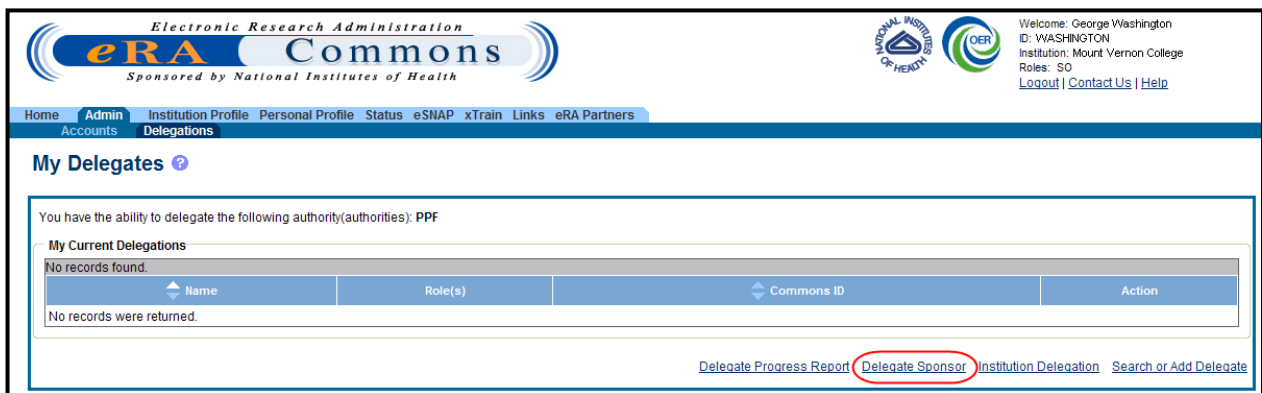 Electronic Research Administration
eRA Commons
Sponsored by National Institutes of Health
NATIONAL INSTITUTES OF HEALTH
OER
Welcome: George Washington
ID: WASHINGTON
Institution: Mount Vernon College
Roles: SO
Logout | Contact Us | Help
Home Admin Institution Profile Personal Profile Status eSNAP xTrain Links eRA Partners
Accounts Delegations
My Delegates ?
You have the ability to delegate the following authority(authorities): PPF
My Current Delegations
No records found.
Name Role(s) Commons ID Action
No records were returned.
Delegate Progress Report Delegate Sponsor Institution Delegation Search or Add Delegate